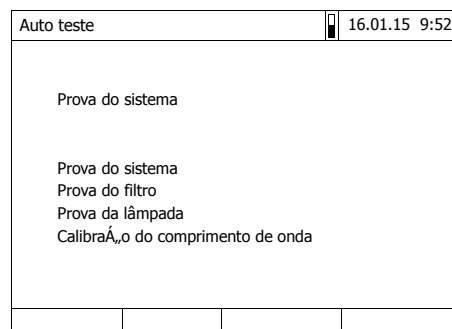 Auto teste 16.01.15 9:52
Prova do sistema
Prova do sistema
Prova do filtro
Prova da lâmpada
CalibraÁ„o do comprimento de onda